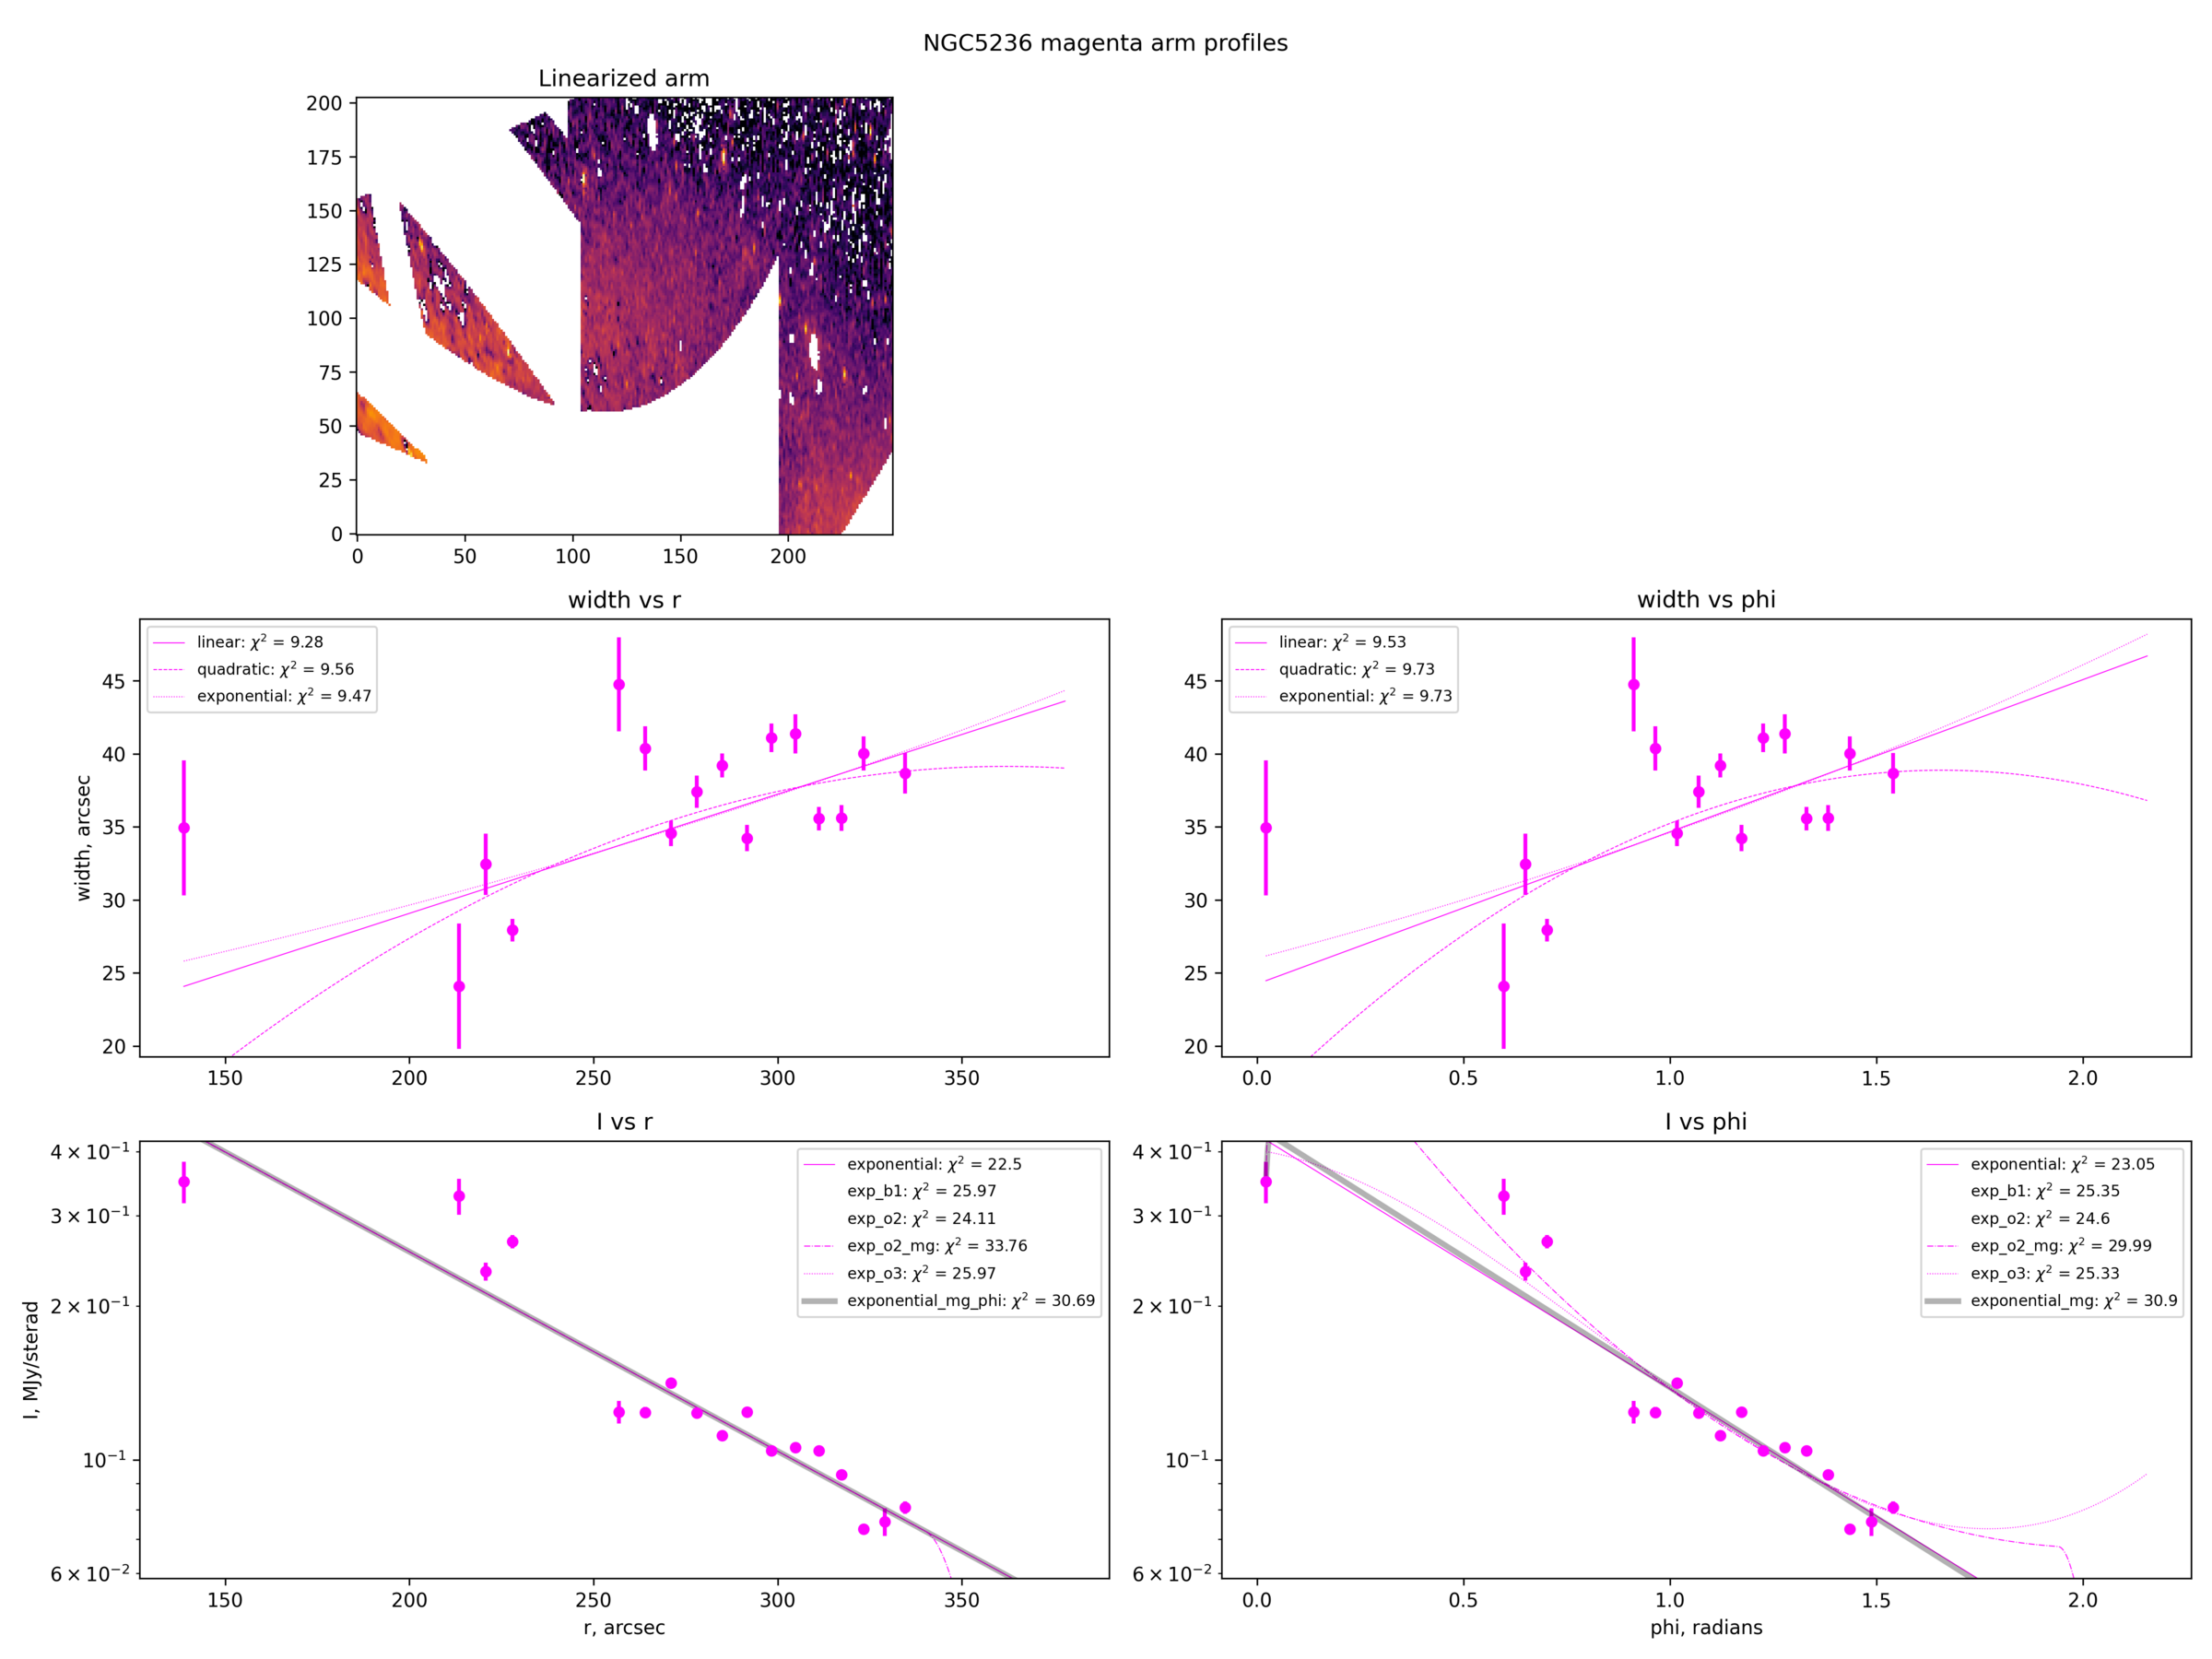 NGC5236 magenta arm profiles
Linearized arm
200
175
150
125
100
75
50
25
0
0 50 100 150 200
width vs r
linear: χ² = 9.28
quadratic: χ² = 9.56
exponential: χ² = 9.47
width, arcsec
45
40
35
30
25
20
150 200 250 300 350
width vs phi
linear: χ² = 9.53
quadratic: χ² = 9.73
exponential: χ² = 9.73
45
40
35
30
25
20
0.0 0.5 1.0 1.5 2.0
I vs r
exponential: χ² = 22.5
exp_b1: χ² = 25.97
exp_o2: χ² = 24.11
exp_o2_mg: χ² = 33.76
exp_o3: χ² = 25.97
exponential_mg_phi: χ² = 30.69
I, MJy/sterad
4 × 10⁻¹
3 × 10⁻¹
2 × 10⁻¹
10⁻¹
6 × 10⁻²
150 200 250 300 350
r, arcsec
I vs phi
exponential: χ² = 23.05
exp_b1: χ² = 25.35
exp_o2: χ² = 24.6
exp_o2_mg: χ² = 29.99
exp_o3: χ² = 25.33
exponential_mg: χ² = 30.9
4 × 10⁻¹
3 × 10⁻¹
2 × 10⁻¹
10⁻¹
6 × 10⁻²
0.0 0.5 1.0 1.5 2.0
phi, radians